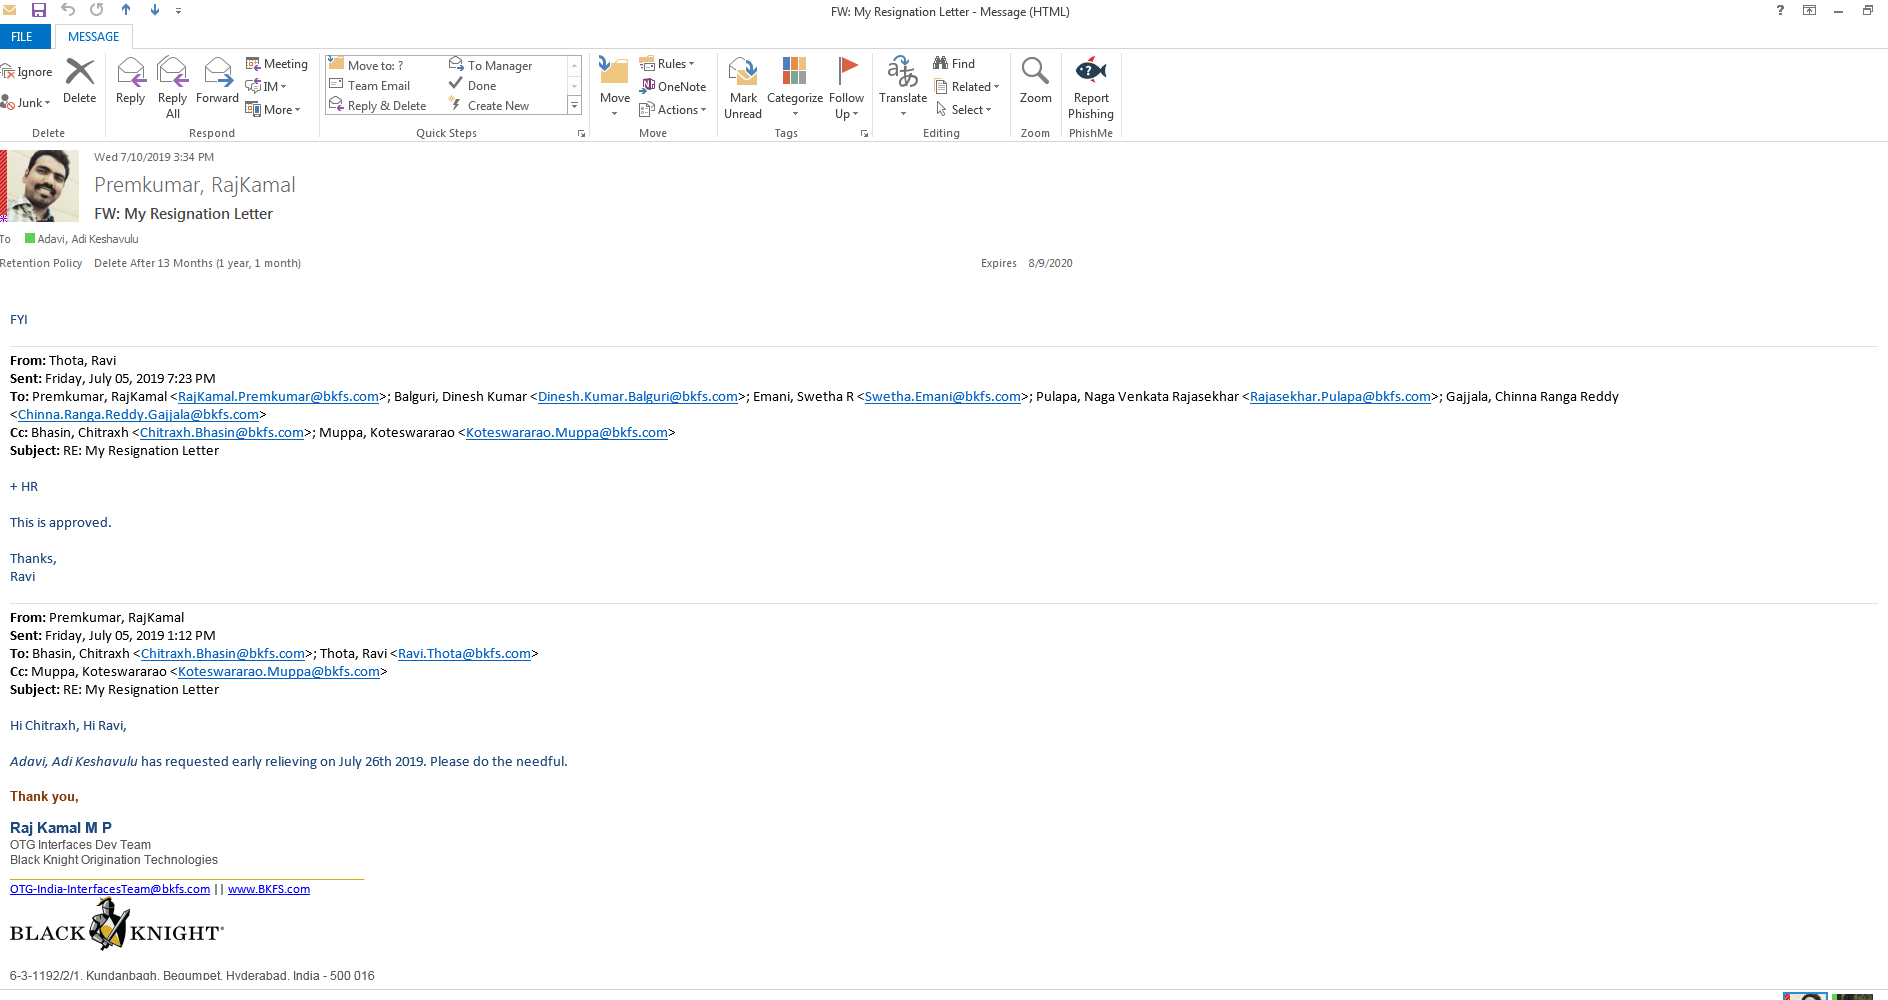 FW: My Resignation Letter - Message (HTML)
?
FILE
MESSAGE
Ignore
Junk
Delete
Delete
Reply
Reply All
Forward
Meeting
IM
More
Respond
Move to: ?
Team Email
Reply & Delete
To Manager
Done
Create New
Quick Steps
Move
Rules
OneNote
Actions
Move
Mark Unread
Categorize
Follow Up
Tags
Translate
Find
Related
Select
Editing
Zoom
Zoom
Report Phishing
PhishMe
Wed 7/10/2019 3:34 PM
Premkumar, RajKamal
FW: My Resignation Letter
To Adavi, Adi Keshavulu
Retention Policy Delete After 13 Months (1 year, 1 month) Expires 8/9/2020
FYI
From: Thota, Ravi
Sent: Friday, July 05, 2019 7:23 PM
To: Premkumar, RajKamal <RajKamal.Premkumar@bkfs.com>; Balguri, Dinesh Kumar <Dinesh.Kumar.Balguri@bkfs.com>; Emani, Swetha R <Swetha.Emani@bkfs.com>; Pulapa, Naga Venkata Rajasekhar <Rajasekhar.Pulapa@bkfs.com>; Gajjala, Chinna Ranga Reddy
<Chinna.Ranga.Reddy.Gajjala@bkfs.com>
Cc: Bhasin, Chitraxh <Chitraxh.Bhasin@bkfs.com>; Muppa, Koteswararao <Koteswararao.Muppa@bkfs.com>
Subject: RE: My Resignation Letter
+ HR
This is approved.
Thanks,
Ravi
From: Premkumar, RajKamal
Sent: Friday, July 05, 2019 1:12 PM
To: Bhasin, Chitraxh <Chitraxh.Bhasin@bkfs.com>; Thota, Ravi <Ravi.Thota@bkfs.com>
Cc: Muppa, Koteswararao <Koteswararao.Muppa@bkfs.com>
Subject: RE: My Resignation Letter
Hi Chitraxh, Hi Ravi,
Adavi, Adi Keshavulu has requested early relieving on July 26th 2019. Please do the needful.
Thank you,
Raj Kamal M P
OTG Interfaces Dev Team
Black Knight Origination Technologies
OTG-India-InterfacesTeam@bkfs.com || www.BKFS.com
BLACK KNIGHT
6-3-1192/2/1, Kundanbagh, Begumpet, Hyderabad, India - 500 016